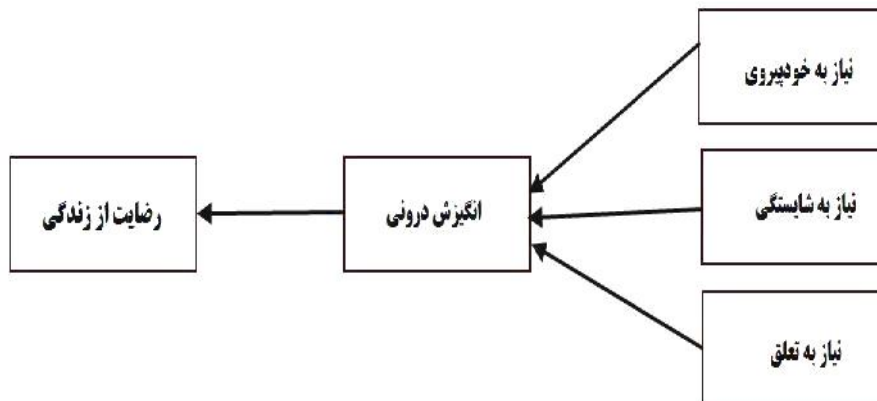 نیاز به خودپیروی
نیاز به شایستگی
نیاز به تعلق
انگیزش درونی
رضایت از زندگی